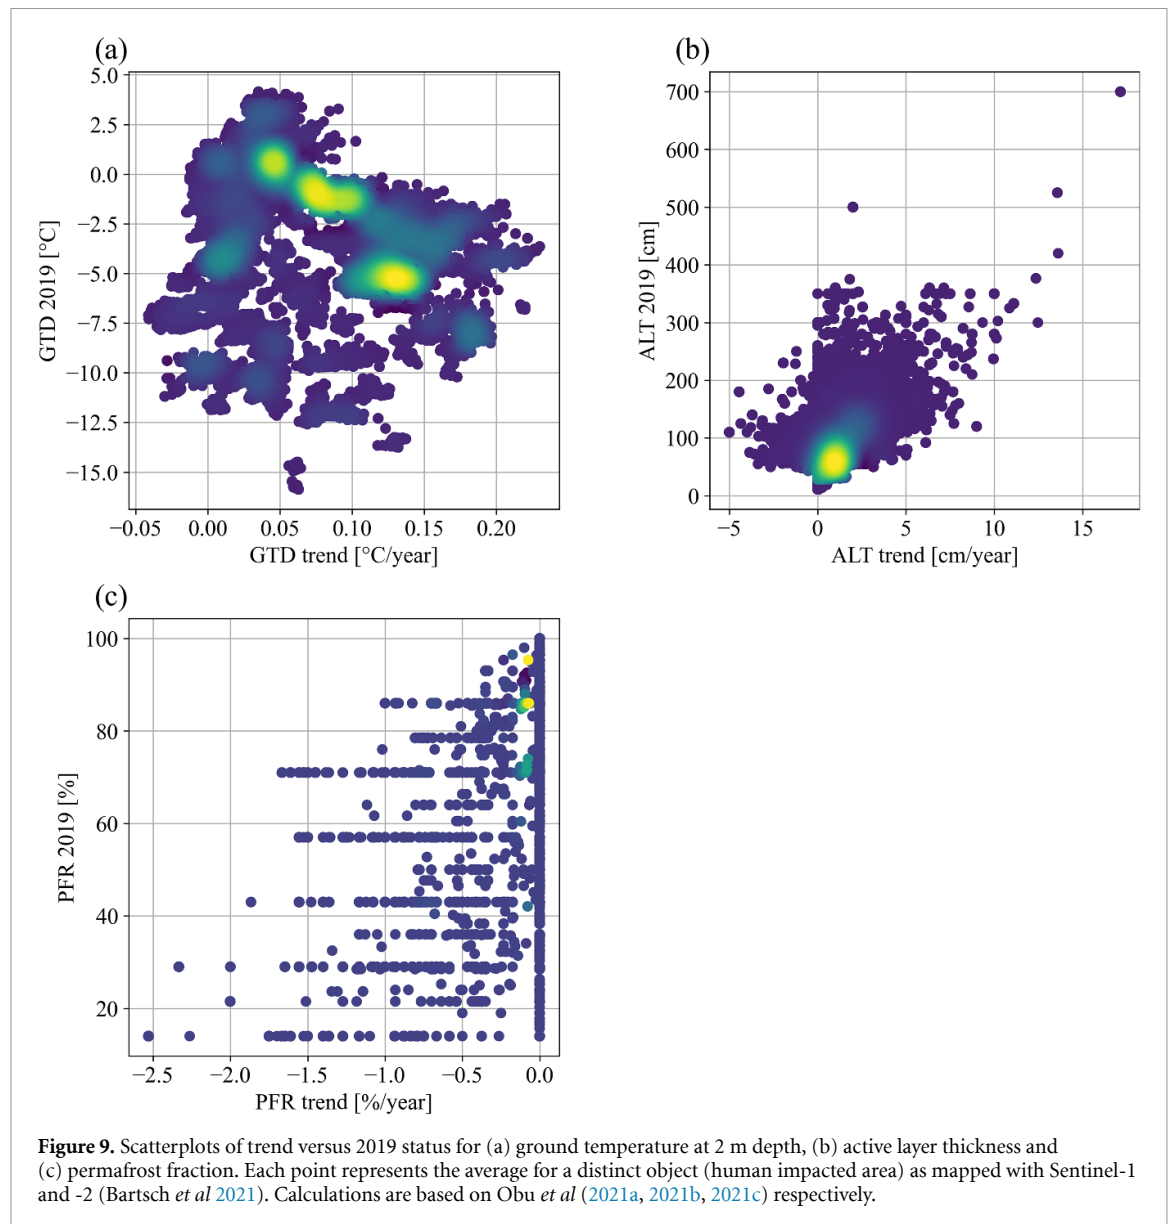 (a)
5.0
2.5
0.0
−2.5
−5.0
−7.5
−10.0
−12.5
−15.0
GTD 2019 [°C]
−0.05 0.00 0.05 0.10 0.15 0.20
GTD trend [°C/year]
(b)
700
600
500
400
300
200
100
0
ALT 2019 [cm]
−5 0 5 10 15
ALT trend [cm/year]
(c)
100
80
60
40
20
PFR 2019 [%]
−2.5 −2.0 −1.5 −1.0 −0.5 0.0
PFR trend [%/year]
Figure 9. Scatterplots of trend versus 2019 status for (a) ground temperature at 2 m depth, (b) active layer thickness and
(c) permafrost fraction. Each point represents the average for a distinct object (human impacted area) as mapped with Sentinel-1
and -2 (Bartsch et al 2021). Calculations are based on Obu et al (2021a, 2021b, 2021c) respectively.